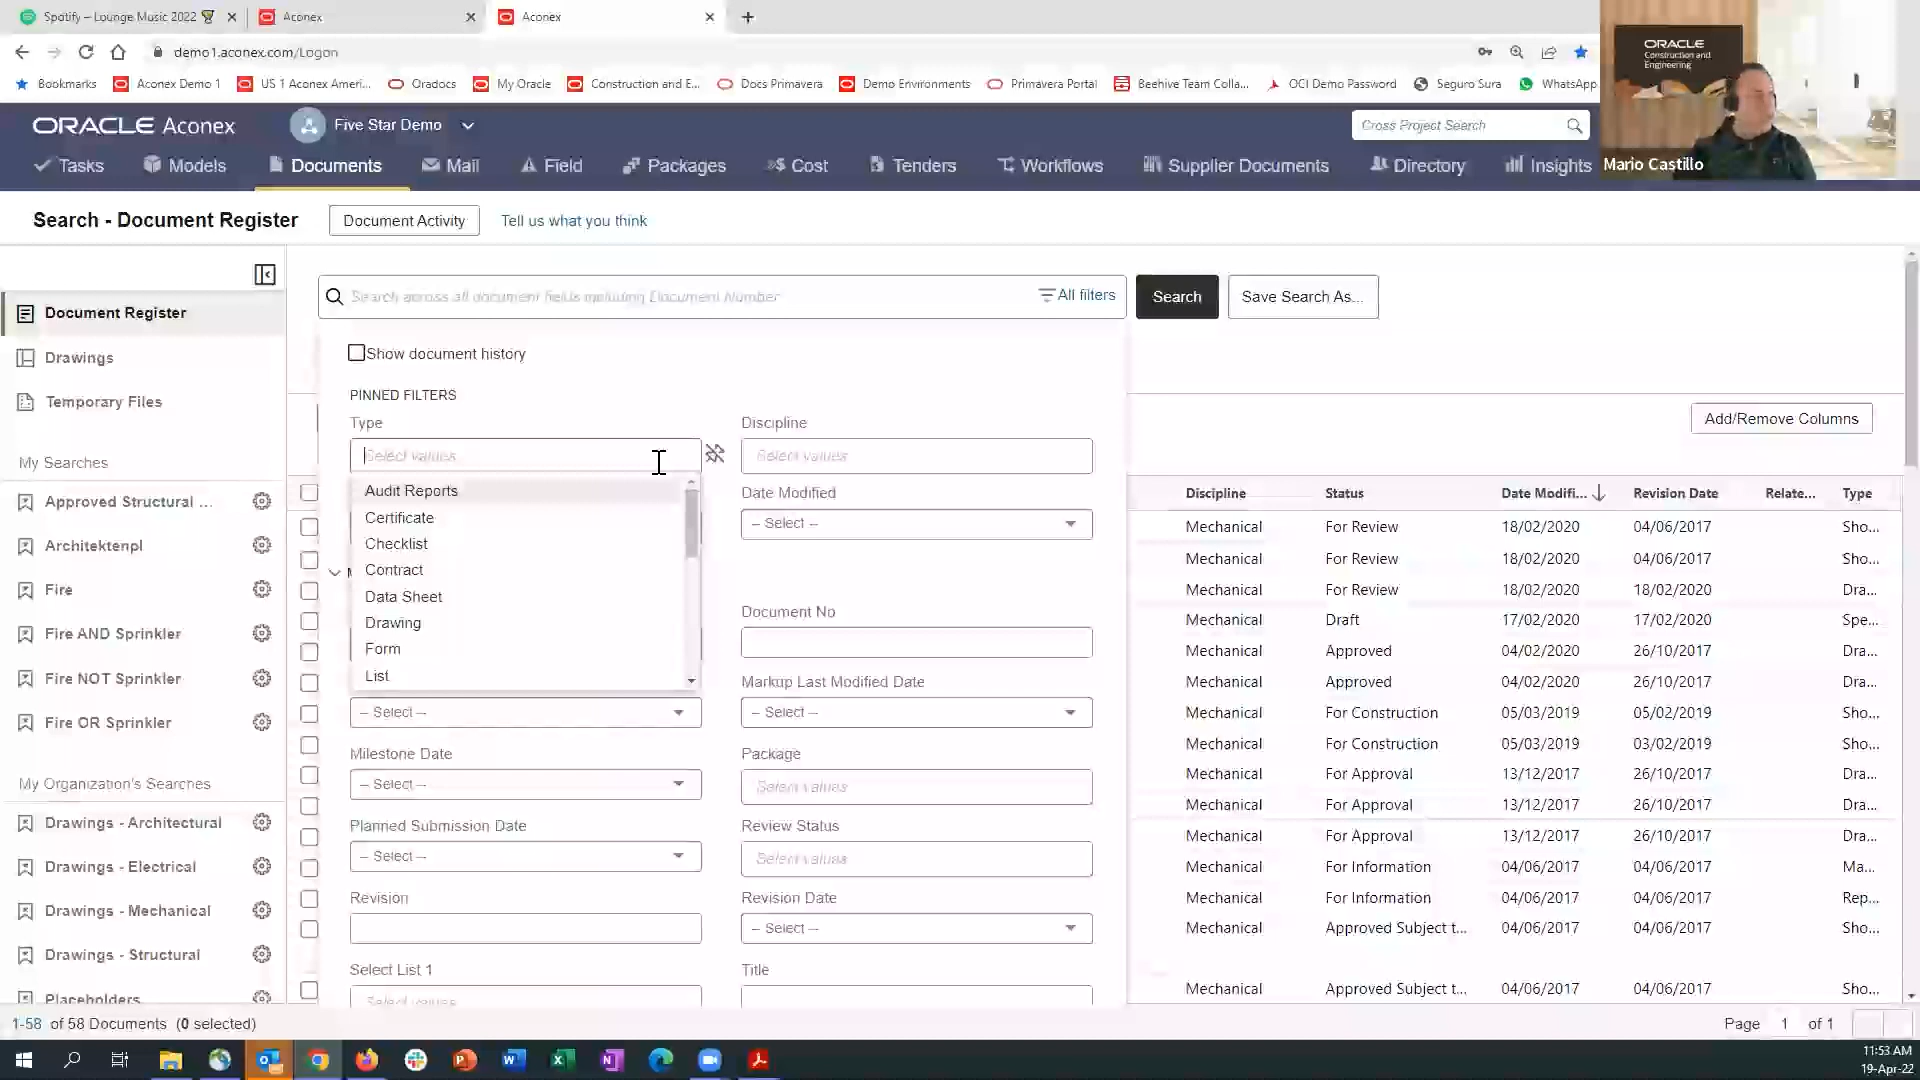 Spotify – Lounge Music 2022
Aconex
Aconex
demo1.aconex.com/Logon
Bookmarks
Aconex Demo 1
US 1 Aconex Ameri...
Oradocs
My Oracle
Construction and E...
Docs Primavera
Demo Environments
Primavera Portal
Beehive Team Colla...
OCI Demo Password
Seguro Sura
WhatsApp
ORACLE
Construction and
Engineering
Mario Castillo
ORACLE Aconex
Five Star Demo
Cross Project Search
Tasks
Models
Documents
Mail
Field
Packages
Cost
Tenders
Workflows
Supplier Documents
Directory
Insights
Search - Document Register
Document Activity
Tell us what you think
Document Register
Drawings
Temporary Files
My Searches
Approved Structural ...
Architektenpl
Fire
Fire AND Sprinkler
Fire NOT Sprinkler
Fire OR Sprinkler
My Organization's Searches
Drawings - Architectural
Drawings - Electrical
Drawings - Mechanical
Drawings - Structural
Placeholders
Search across all document fields including Document Number
All filters
Search
Save Search As...
Show document history
PINNED FILTERS
Type
Select values
Audit Reports
Certificate
Checklist
Contract
Data Sheet
Drawing
Form
List
-- Select --
Milestone Date
-- Select --
Planned Submission Date
-- Select --
Revision
Select List 1
Select values
Discipline
Select values
Date Modified
-- Select --
Document No
Markup Last Modified Date
-- Select --
Package
Select values
Review Status
Select values
Revision Date
-- Select --
Title
Add/Remove Columns
Discipline Status Date Modifi... Revision Date Relate... Type
Mechanical For Review 18/02/2020 04/06/2017 Sho...
Mechanical For Review 18/02/2020 04/06/2017 Sho...
Mechanical For Review 18/02/2020 18/02/2020 Dra...
Mechanical Draft 17/02/2020 17/02/2020 Spe...
Mechanical Approved 04/02/2020 26/10/2017 Dra...
Mechanical Approved 04/02/2020 26/10/2017 Dra...
Mechanical For Construction 05/03/2019 05/02/2019 Sho...
Mechanical For Construction 05/03/2019 03/02/2019 Sho...
Mechanical For Approval 13/12/2017 26/10/2017 Dra...
Mechanical For Approval 13/12/2017 26/10/2017 Dra...
Mechanical For Approval 13/12/2017 26/10/2017 Dra...
Mechanical For Information 04/06/2017 04/06/2017 Ma...
Mechanical For Information 04/06/2017 04/06/2017 Rep...
Mechanical Approved Subject t... 04/06/2017 04/06/2017 Sho...
Mechanical Approved Subject t... 04/06/2017 04/06/2017 Sho...
1-58 of 58 Documents (0 selected)
Page 1 of 1
11:53 AM
19-Apr-22